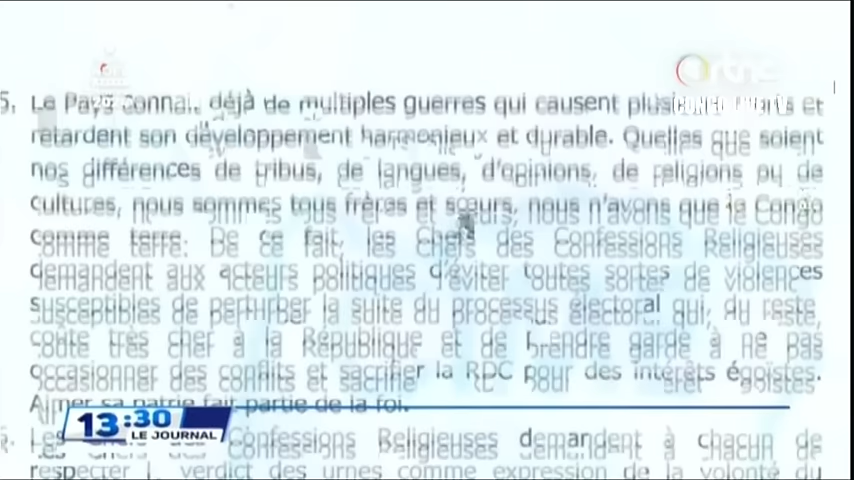 5. Le Pays connait déjà de multiples guerres qui causent plusieurs morts et
retardent son développement harmonieux et durable. Quelles que soient
nos différences de tribus, de langues, d'opinions, de religions ou de
cultures, nous sommes tous frères et sœurs, nous n'avons que le Congo
comme terre. De ce fait, les Chefs des Confessions Religieuses
demandent aux acteurs politiques d'éviter toutes sortes de violences
susceptibles de perturber la suite du processus électoral qui, du reste,
coûte très cher à la République et de prendre garde à ne pas
occasionner des conflits et sacrifier la RDC pour des intérêts égoïstes.
Aimer sa patrie fait partie de la foi.
Les Chefs des Confessions Religieuses demandent à chacun de
respecter verdict des urnes comme expression de la volonté du
rtnc
13:30
LE JOURNAL